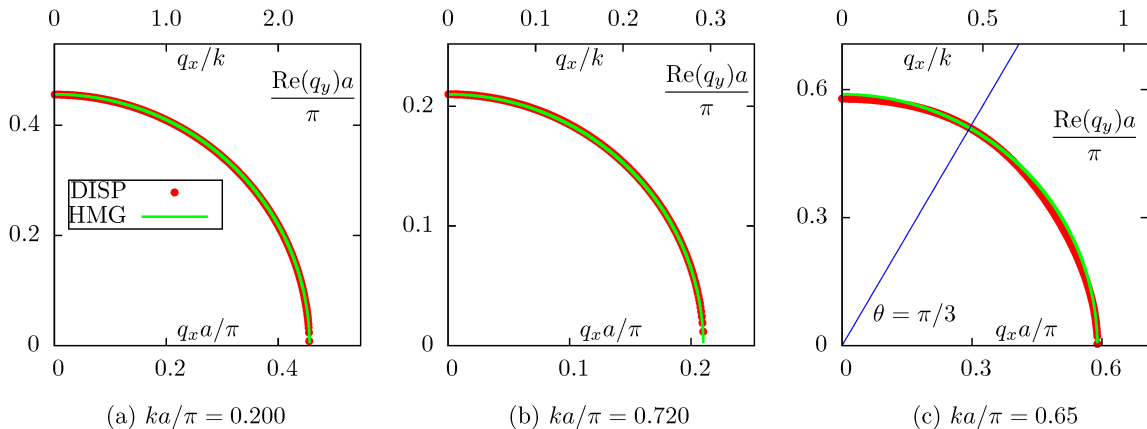 0 1.0 2.0
q_x/k
Re(q_y)a
π
0.4
0.2
0
DISP
HMG
q_xa/π
0 0.2 0.4
(a) ka/π = 0.200
0 0.1 0.2 0.3
q_x/k
Re(q_y)a
π
0.2
0.1
0
q_xa/π
0 0.1 0.2
(b) ka/π = 0.720
0 0.5 1
q_x/k
Re(q_y)a
π
0.6
0.3
0
θ = π/3
q_xa/π
0 0.3 0.6
(c) ka/π = 0.65